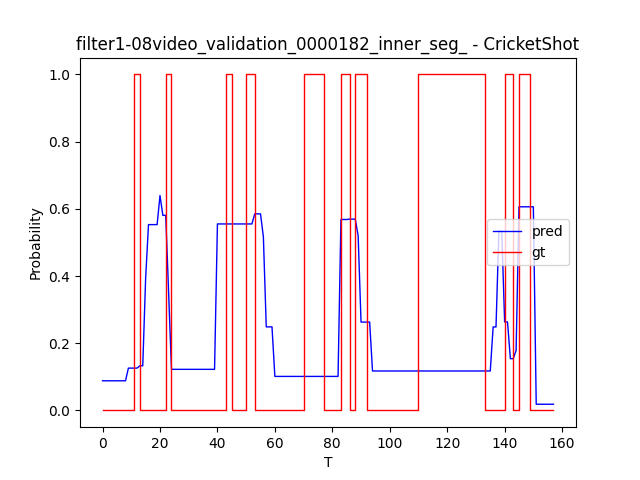 filter1-08video_validation_0000182_inner_seg_ - CricketShot
1.0
0.8
0.6
0.4
0.2
0.0
Probability
pred
gt
0 20 40 60 80 100 120 140 160
T